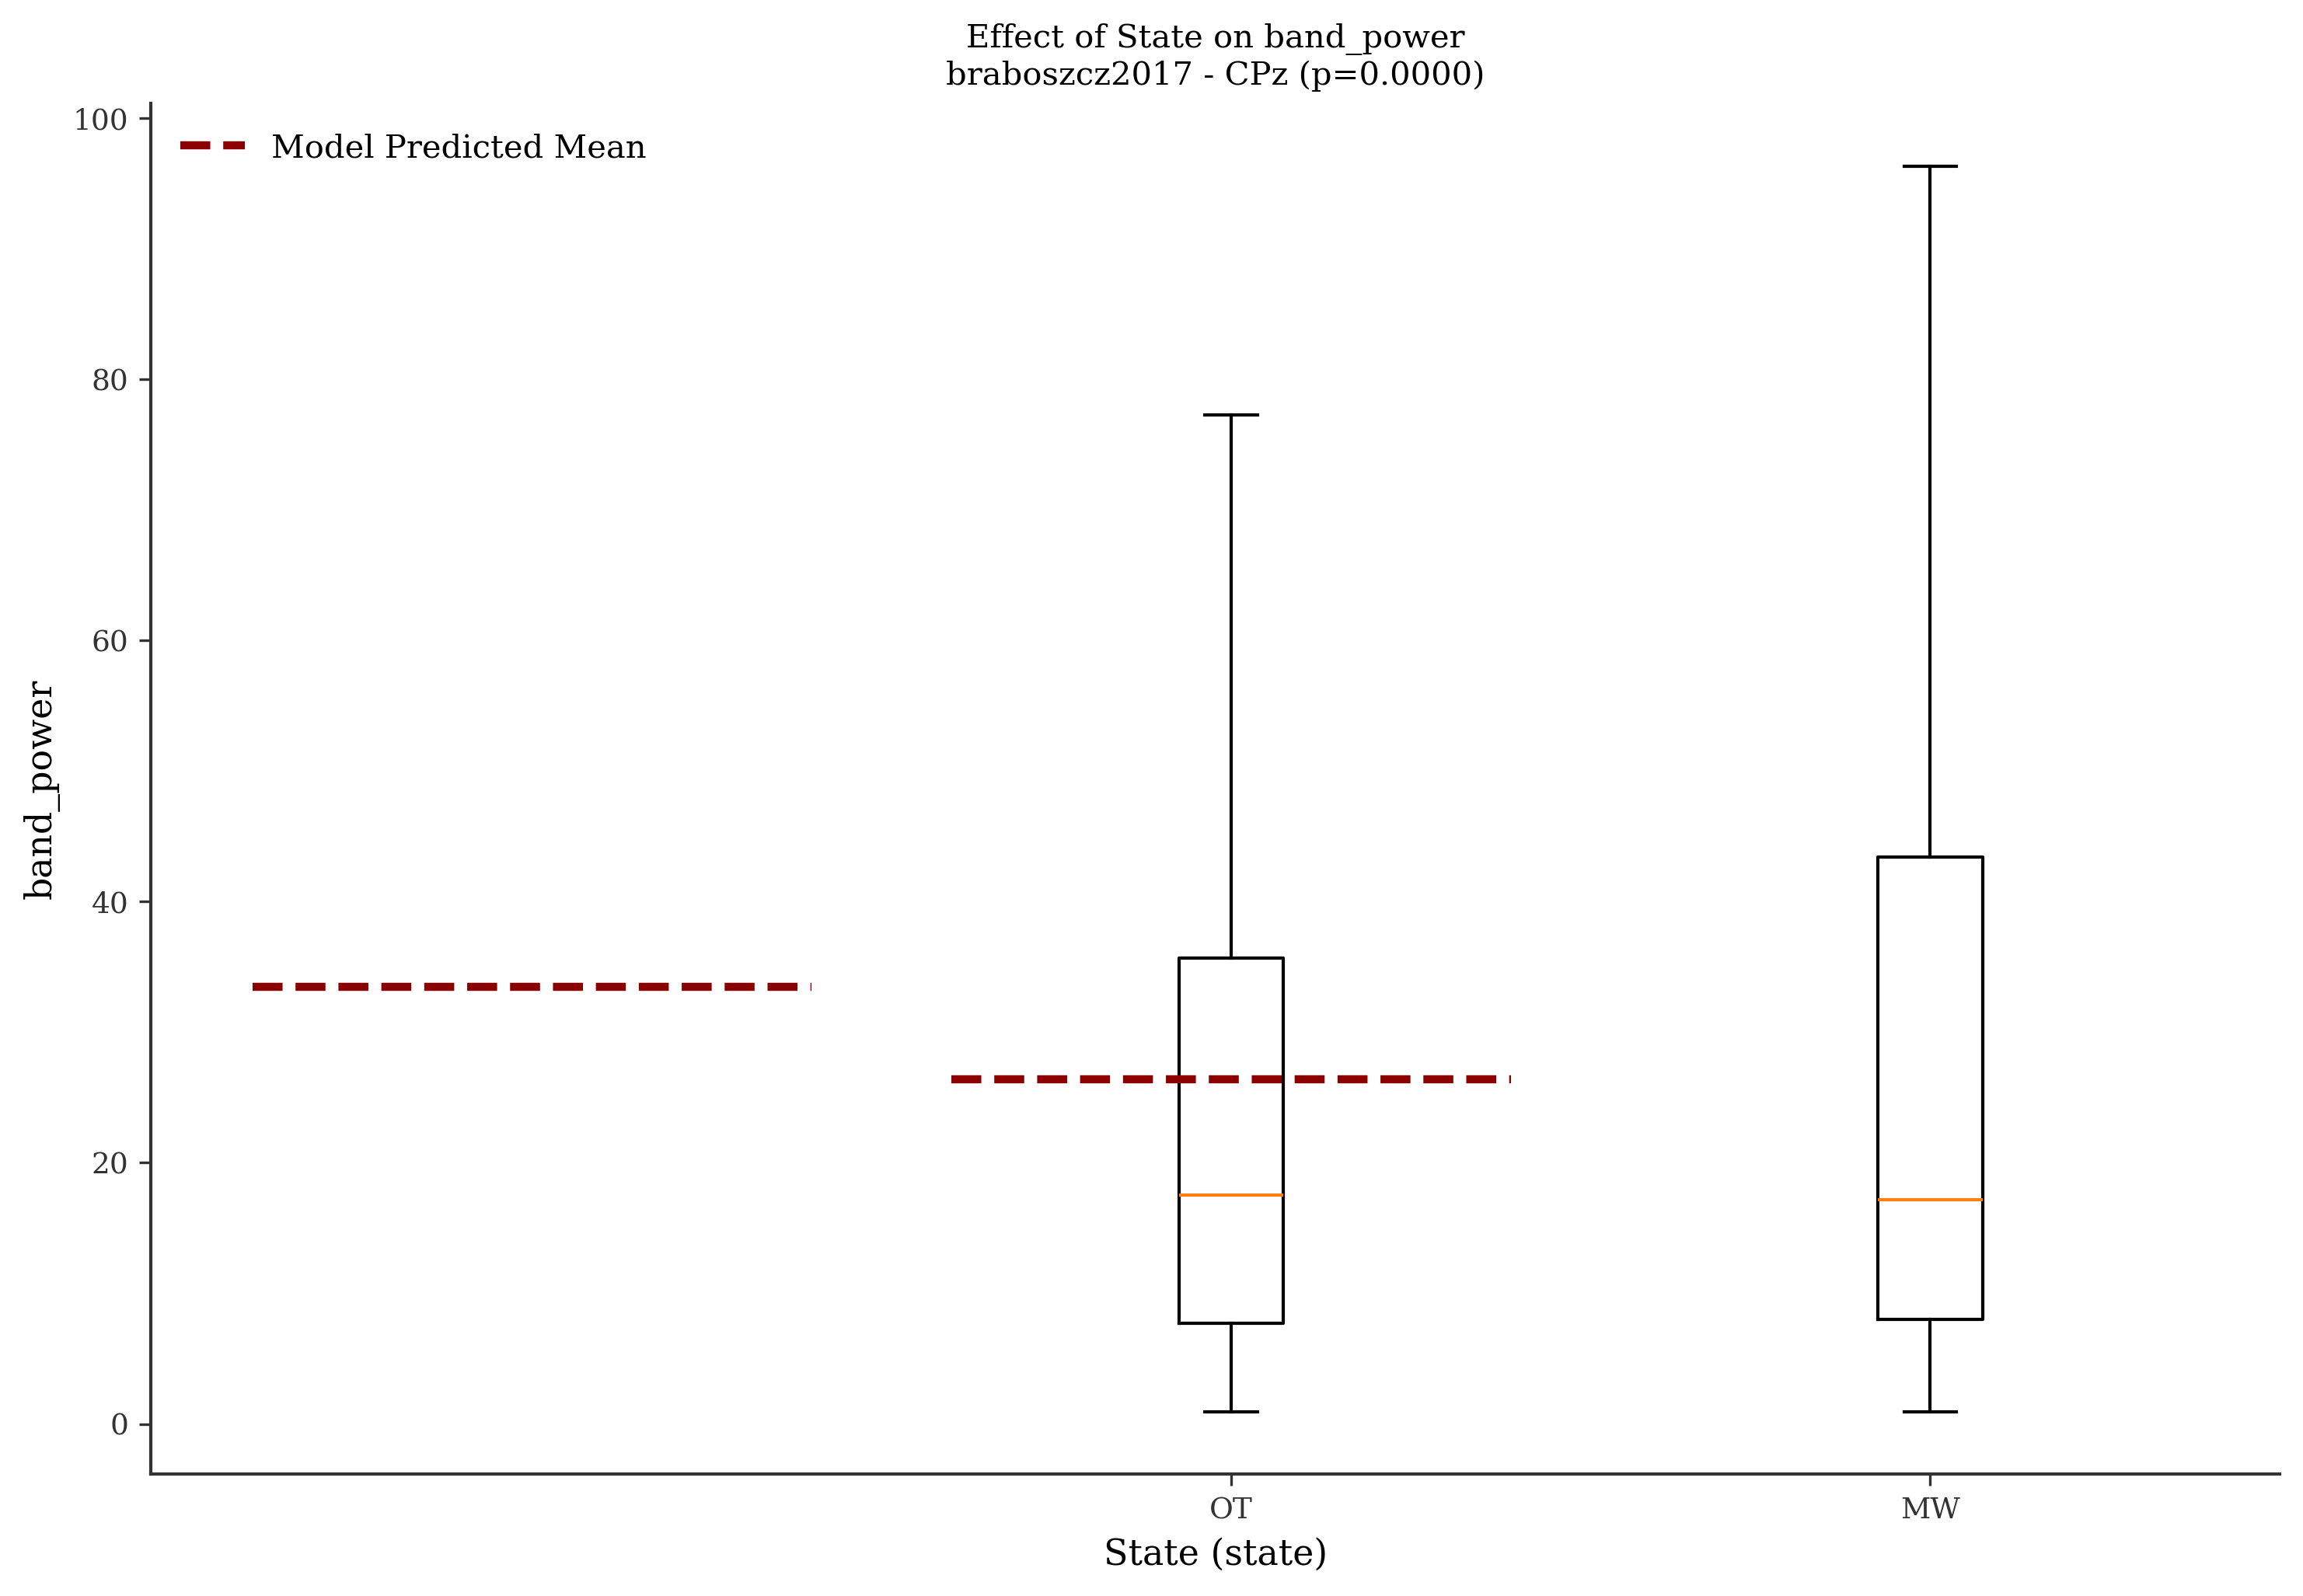 Effect of State on band_power
braboszcz2017 - CPz (p=0.0000)
Model Predicted Mean
100
80
60
40
20
0
band_power
OT
MW
State (state)